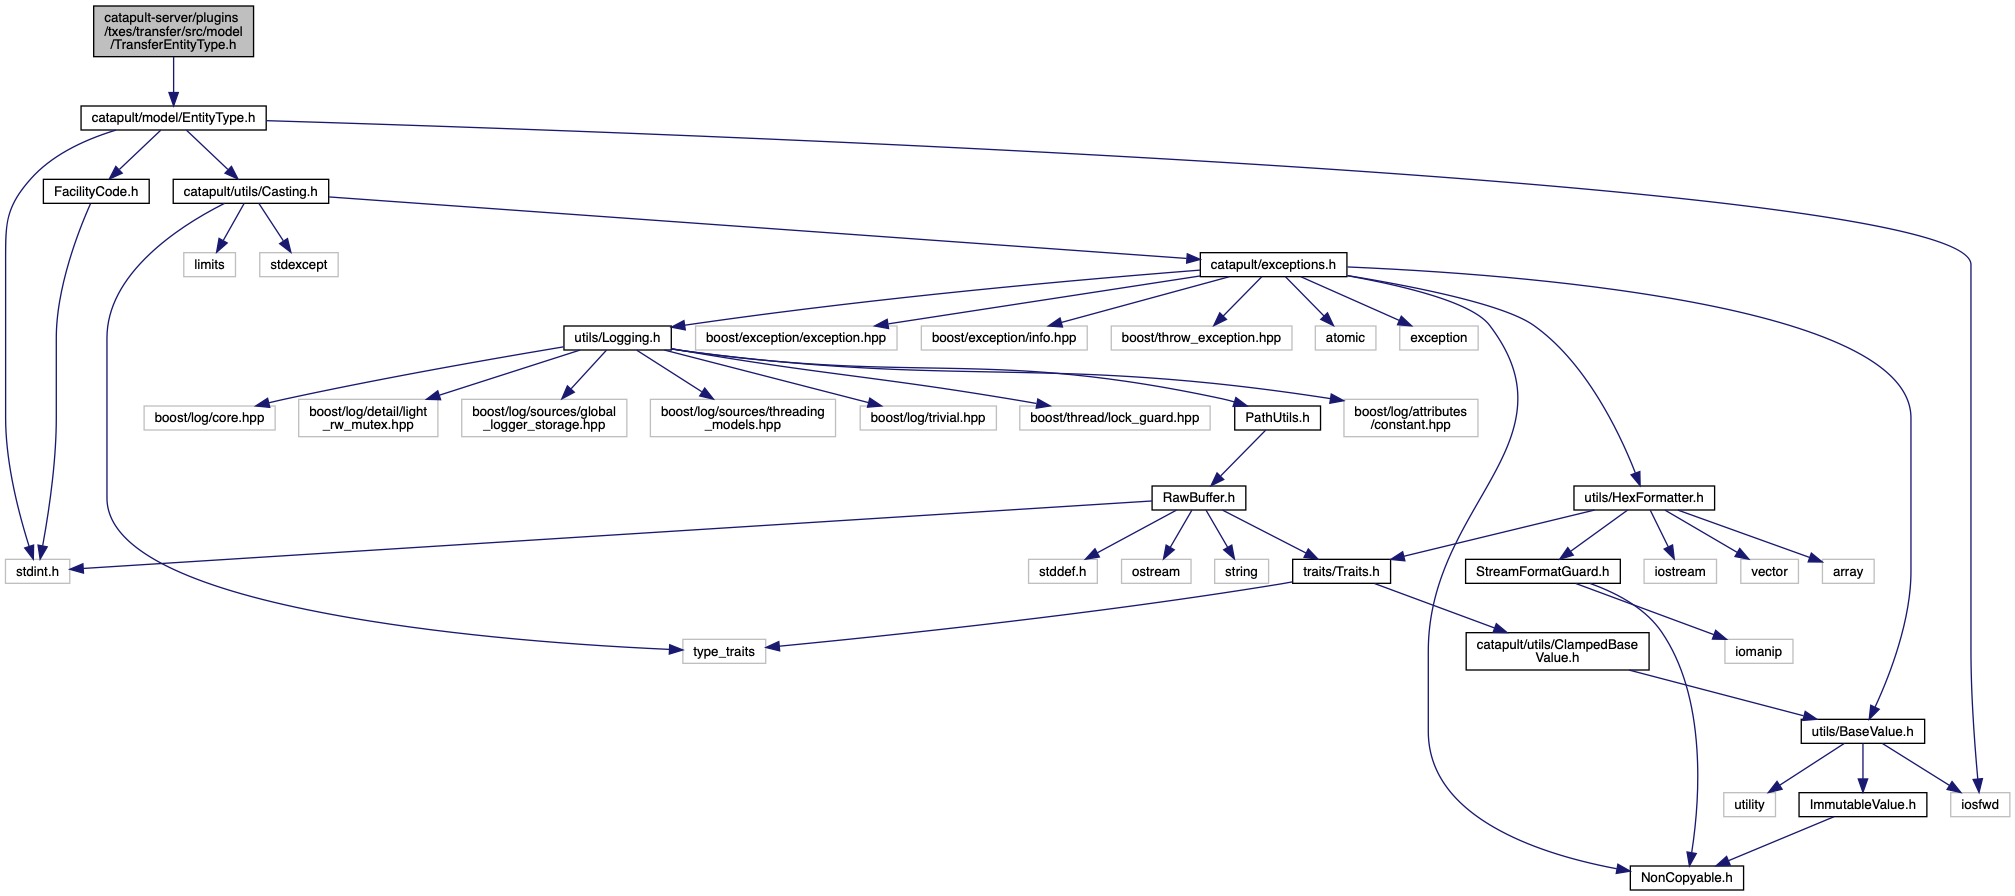 catapult-server/plugins
/txes/transfer/src/model
/TransferEntityType.h
catapult/model/EntityType.h
FacilityCode.h
catapult/utils/Casting.h
limits
stdexcept
catapult/exceptions.h
utils/Logging.h
boost/exception/exception.hpp
boost/exception/info.hpp
boost/throw_exception.hpp
atomic
exception
boost/log/core.hpp
boost/log/detail/light
_rw_mutex.hpp
boost/log/sources/global
_logger_storage.hpp
boost/log/sources/threading
_models.hpp
boost/log/trivial.hpp
boost/thread/lock_guard.hpp
PathUtils.h
boost/log/attributes
/constant.hpp
RawBuffer.h
utils/HexFormatter.h
stdint.h
stddef.h
ostream
string
traits/Traits.h
StreamFormatGuard.h
iostream
vector
array
type_traits
catapult/utils/ClampedBase
Value.h
iomanip
utils/BaseValue.h
utility
ImmutableValue.h
iosfwd
NonCopyable.h